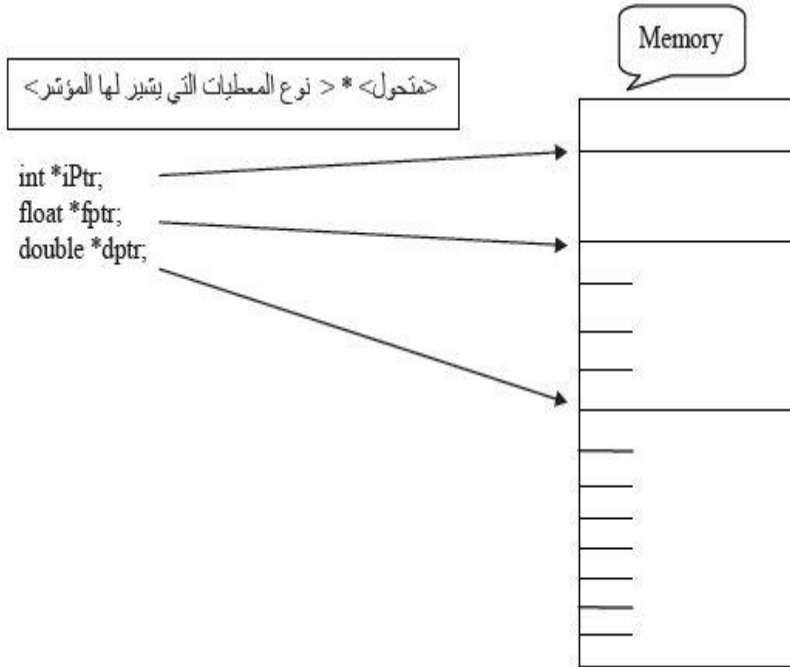 Memory
<متحول> * < نوع المعطيات التي يشير لها المؤشر>
int *iPtr;
float *fptr;
double *dptr;